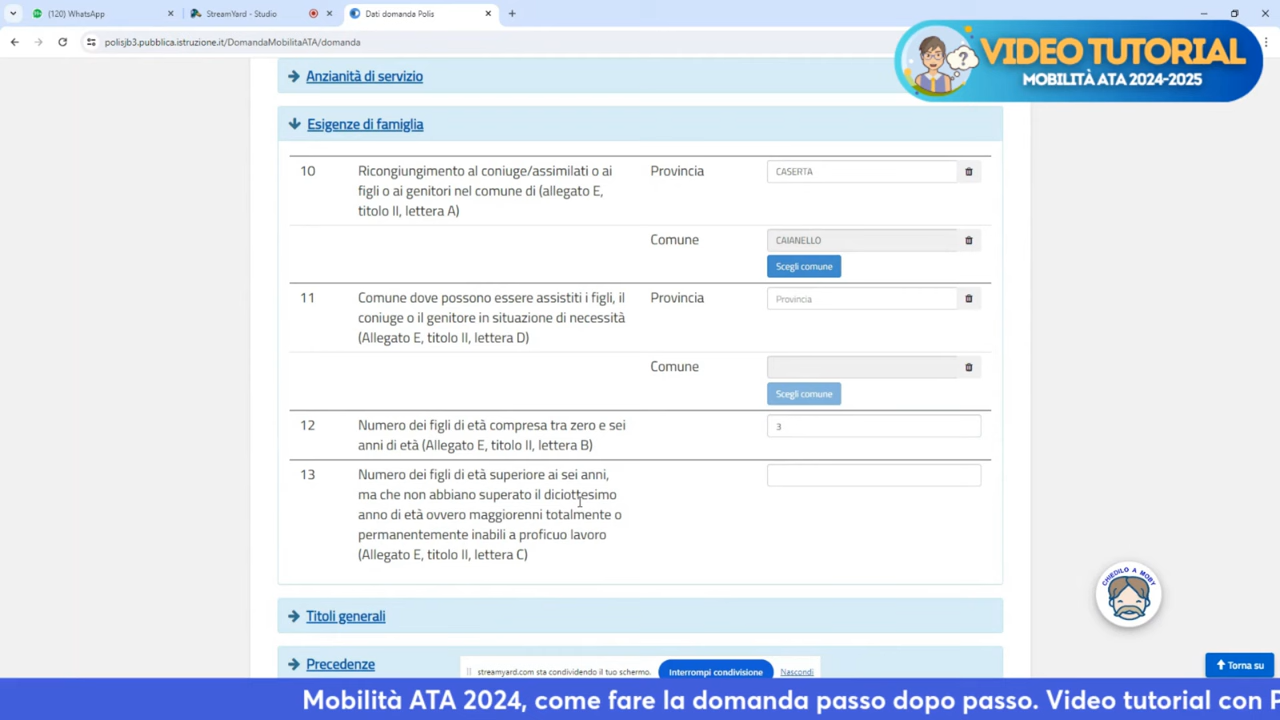 (120) WhatsApp
StreamYard - Studio
Dati domanda Polis
polisjb3.pubblica.istruzione.it/DomandaMobilitaATA/domanda
VIDEO TUTORIAL
MOBILITÀ ATA 2024-2025
Anzianità di servizio
Esigenze di famiglia
10 Ricongiungimento al coniuge/assimilati o ai Provincia CASERTA
figli o ai genitori nel comune di (allegato E,
titolo II, lettera A)
Comune CAIANELLO
Scegli comune
11 Comune dove possono essere assistiti i figli, il Provincia Provincia
coniuge o il genitore in situazione di necessità
(Allegato E, titolo II, lettera D)
Comune
Scegli comune
12 Numero dei figli di età compresa tra zero e sei 3
anni di età (Allegato E, titolo II, lettera B)
13 Numero dei figli di età superiore ai sei anni,
ma che non abbiano superato il diciottesimo
anno di età ovvero maggiorenni totalmente o
permanentemente inabili a proficuo lavoro
(Allegato E, titolo II, lettera C)
CHIEDILO A MOBY
Titoli generali
Precedenze
streamyard.com sta condividendo il tuo schermo. Interrompi condivisione Nascondi
Torna su
Mobilità ATA 2024, come fare la domanda passo dopo passo. Video tutorial con P